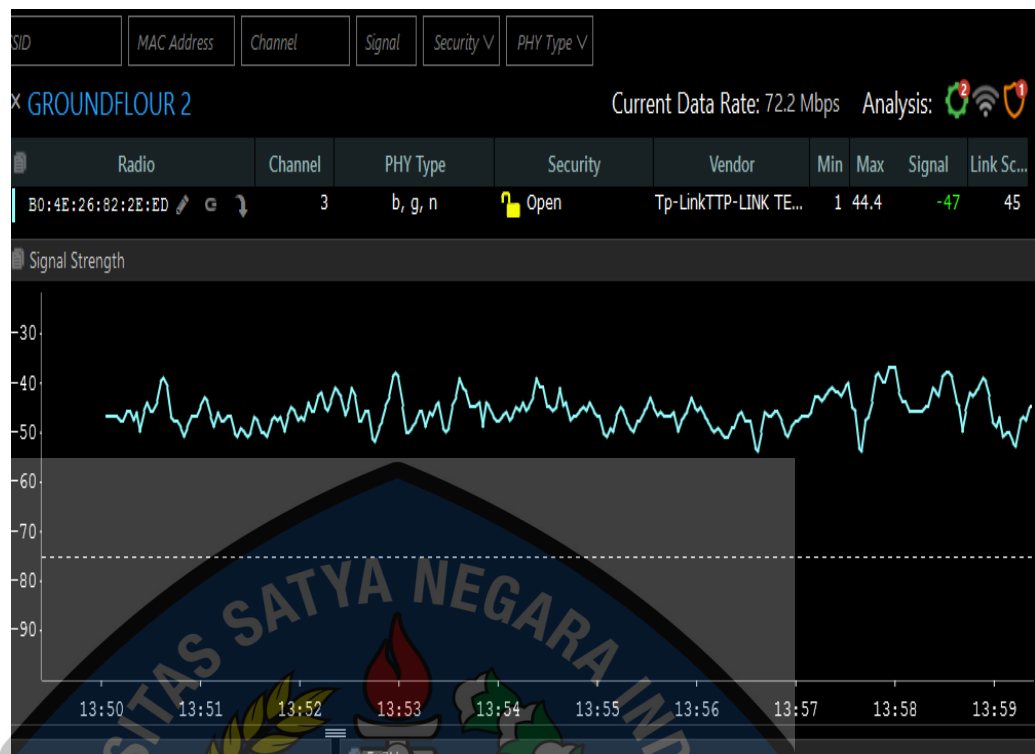 SSID MAC Address Channel Signal Security PHY Type
× GROUNDFLOUR 2 Current Data Rate: 72.2 Mbps Analysis: 2 1
Radio Channel PHY Type Security Vendor Min Max Signal Link Sc...
B0:4E:26:82:2E:ED 3 b, g, n Open Tp-LinkTTP-LINK TE... 1 44.4 -47 45
Signal Strength
-30
-40
-50
-60
-70
-80
-90
SATYA NEGARA IND
13:50 13:51 13:52 13:53 13:54 13:55 13:56 13:57 13:58 13:59